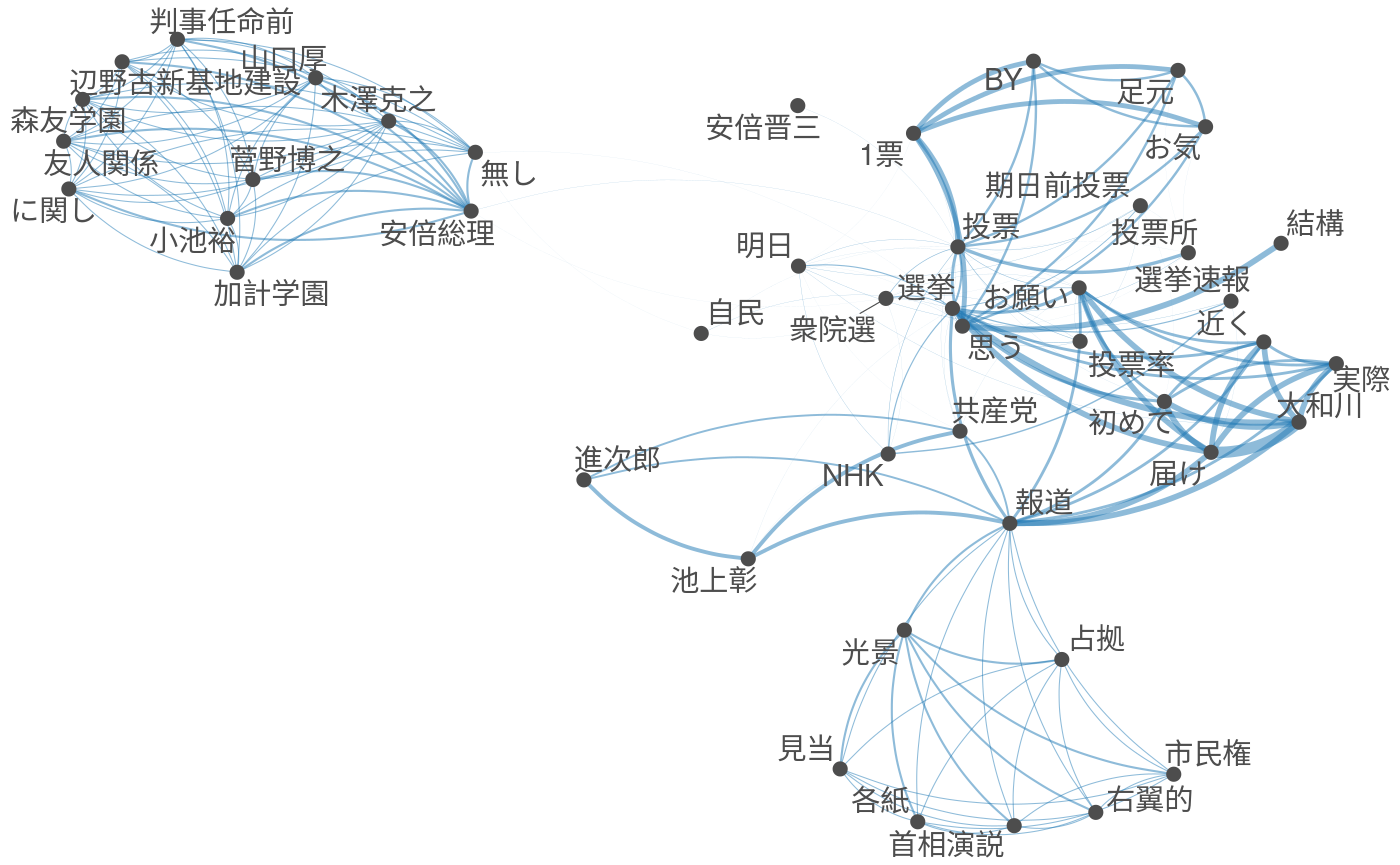 判事任命前
山口厚
辺野古新基地建設
木澤克之
森友学園
友人関係
菅野博之
無し
に関し
小池裕
安倍総理
加計学園
BY
足元
安倍晋三
1票
お気
期日前投票
投票
投票所
結構
明日
選挙
お願い
選挙速報
自民
衆院選
思う
近く
投票率
実際
大和川
共産党
初めて
進次郎
NHK
届け
報道
池上彰
光景
占拠
見当
市民権
各紙
右翼的
首相演説